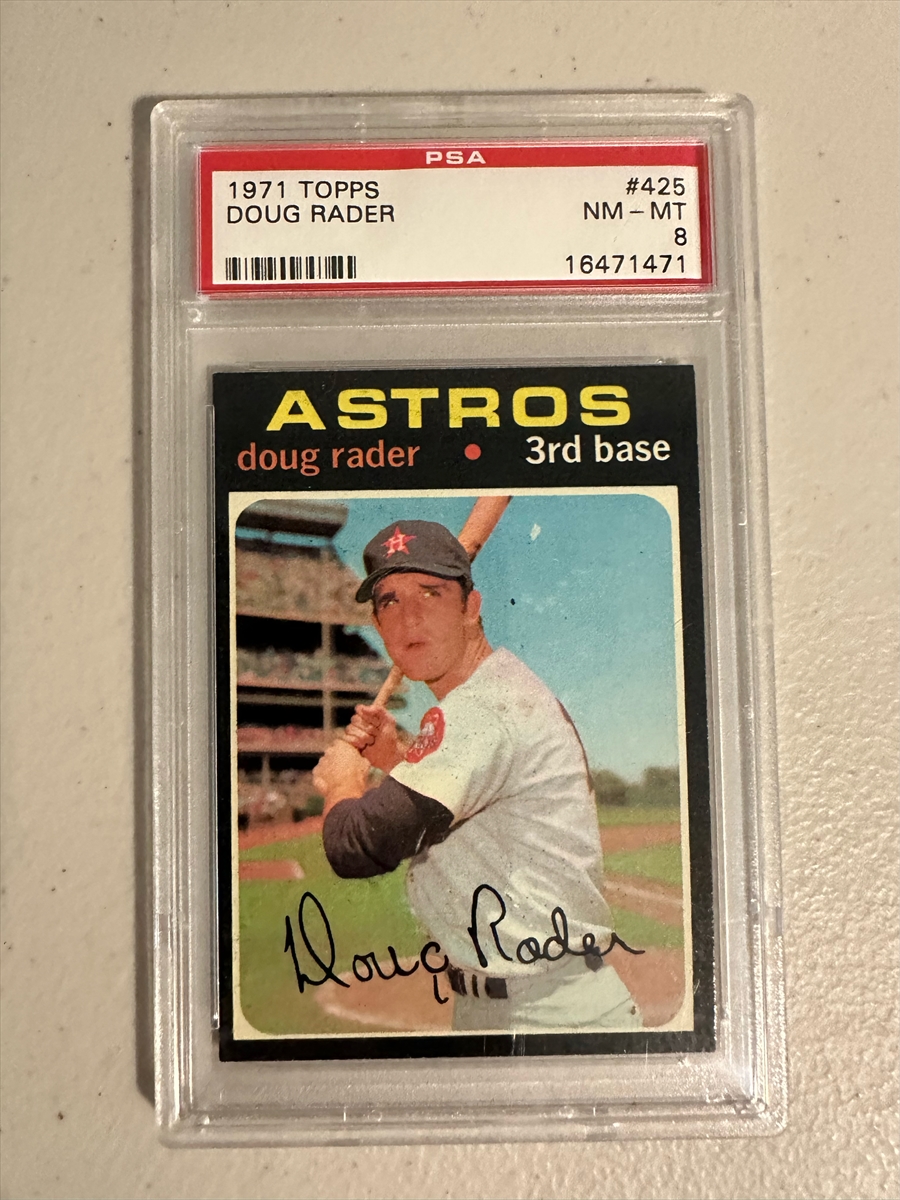 PSA
1971 TOPPS #425
DOUG RADER NM - MT
8
16471471
ASTROS
doug rader • 3rd base
H
Doug Rader